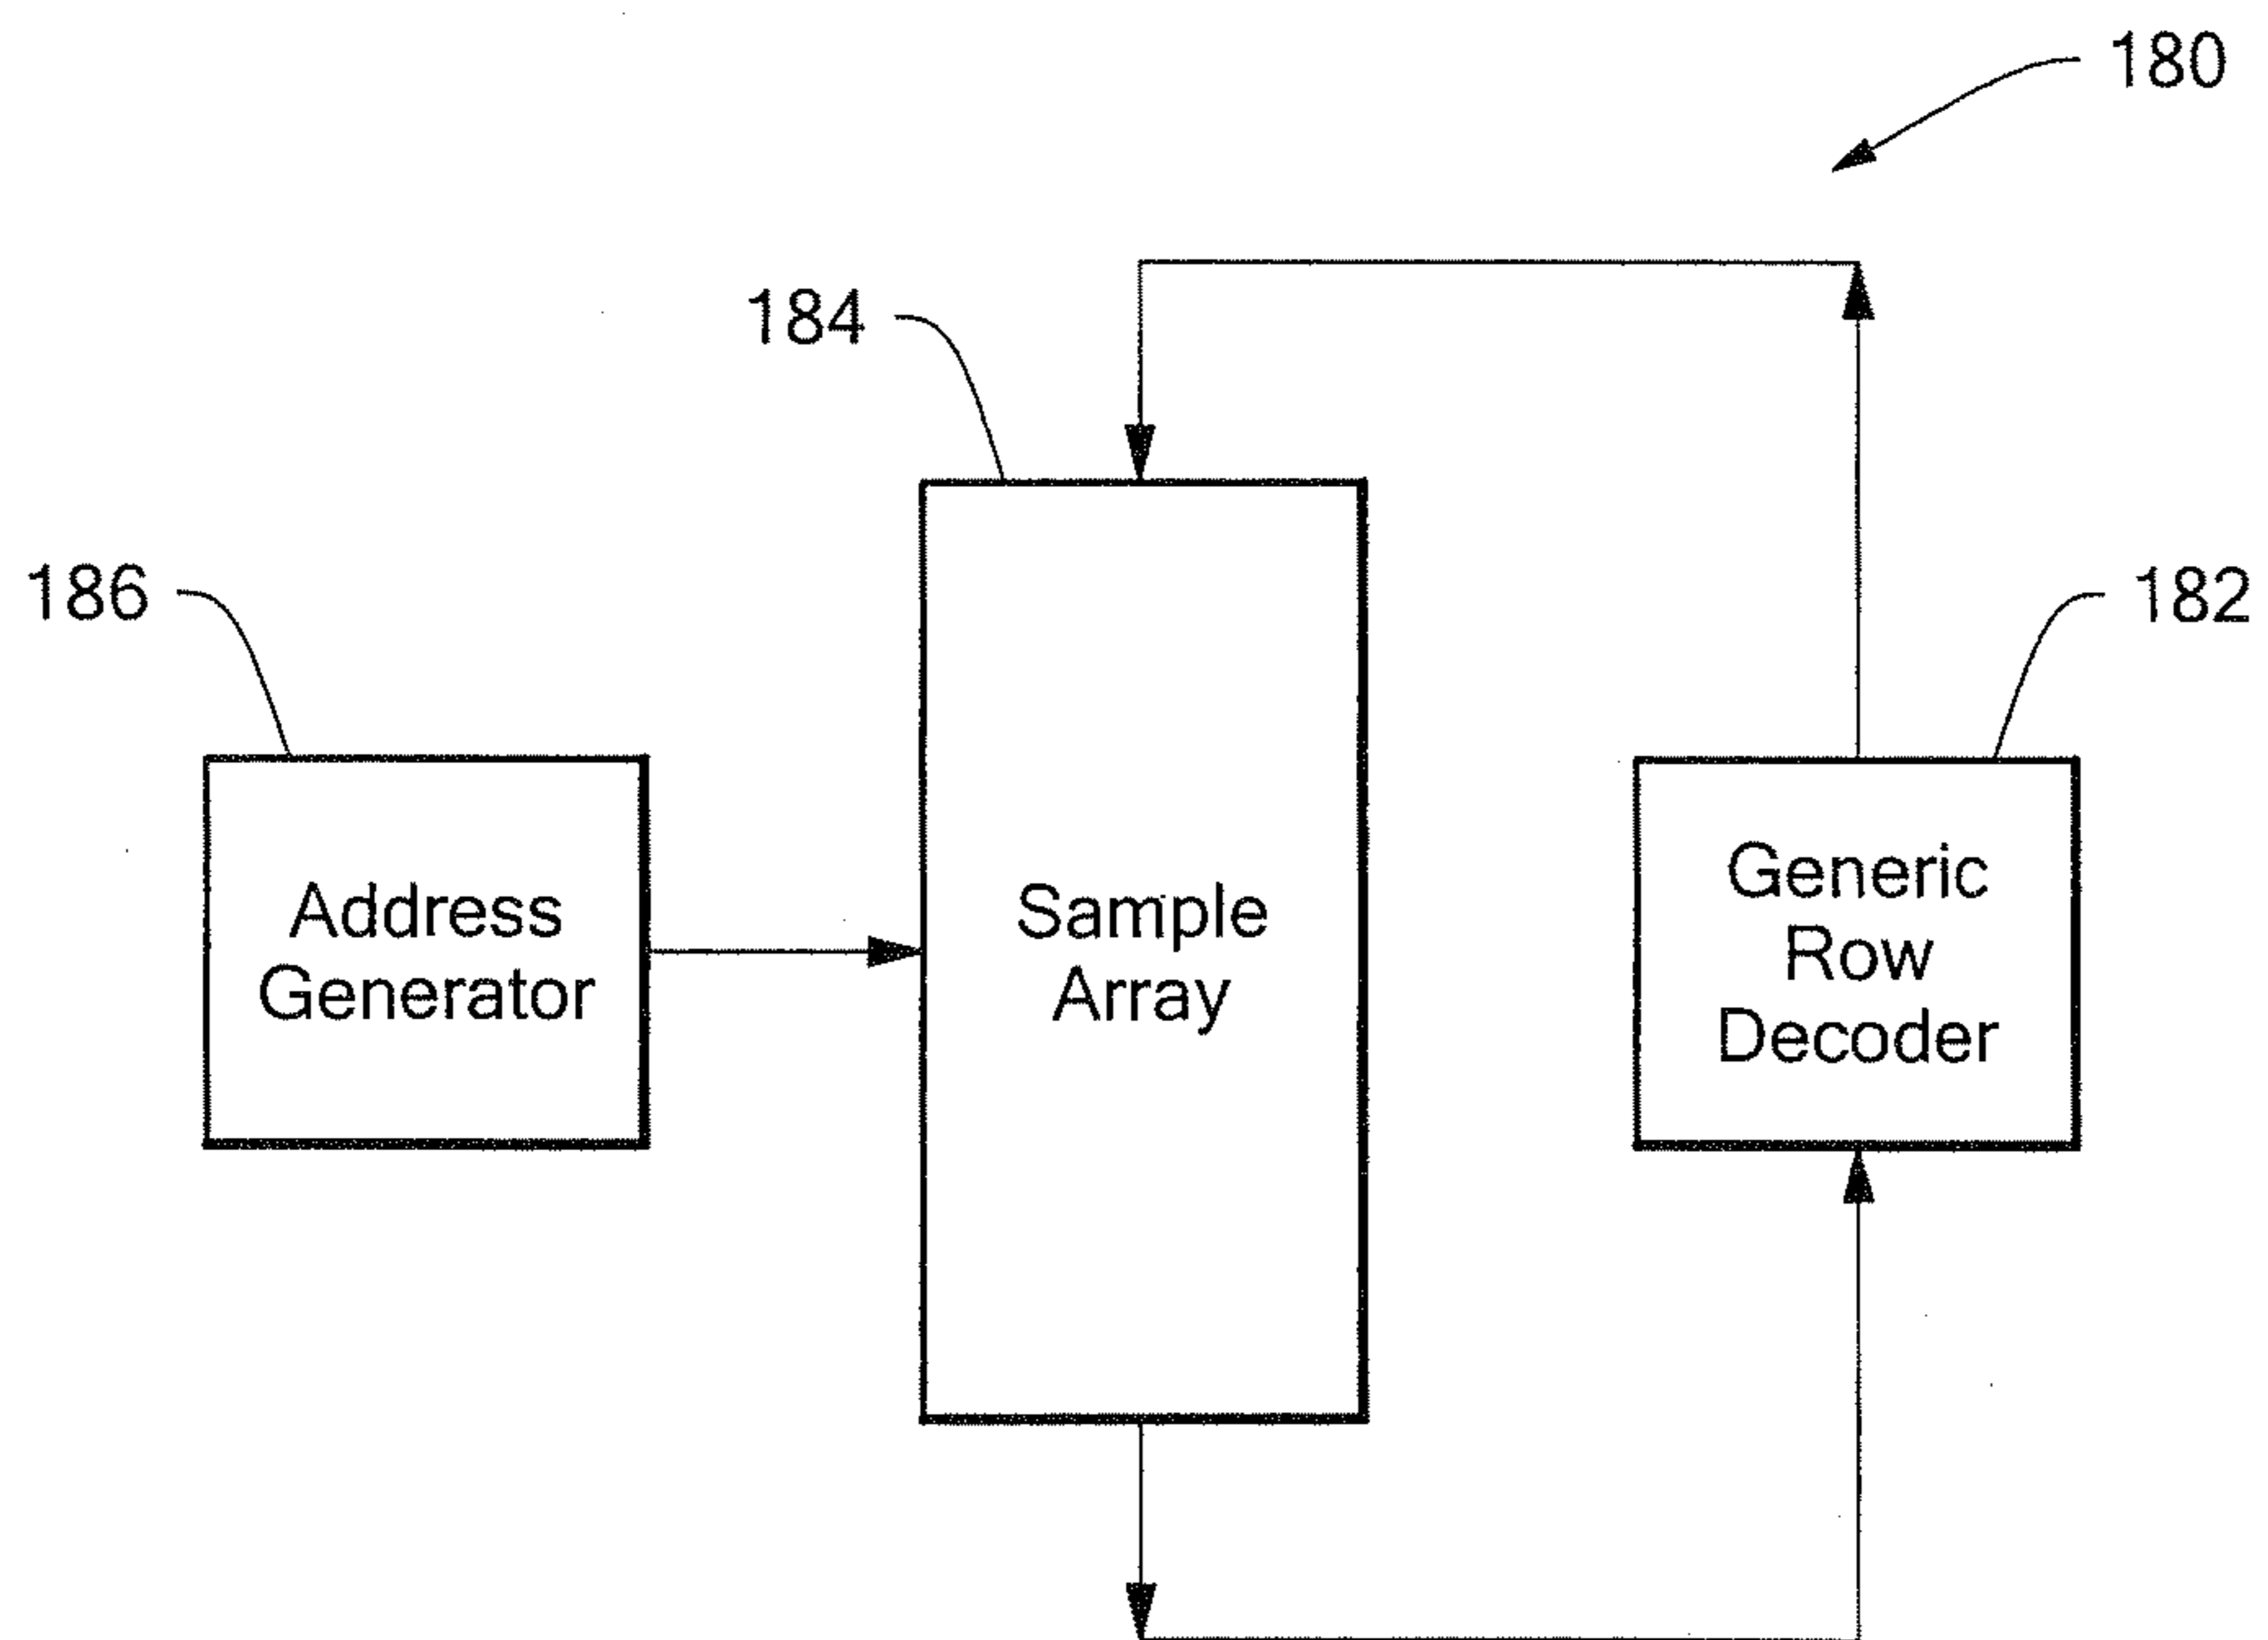 180
184
186
182
Address
Generator
Sample
Array
Generic
Row
Decoder